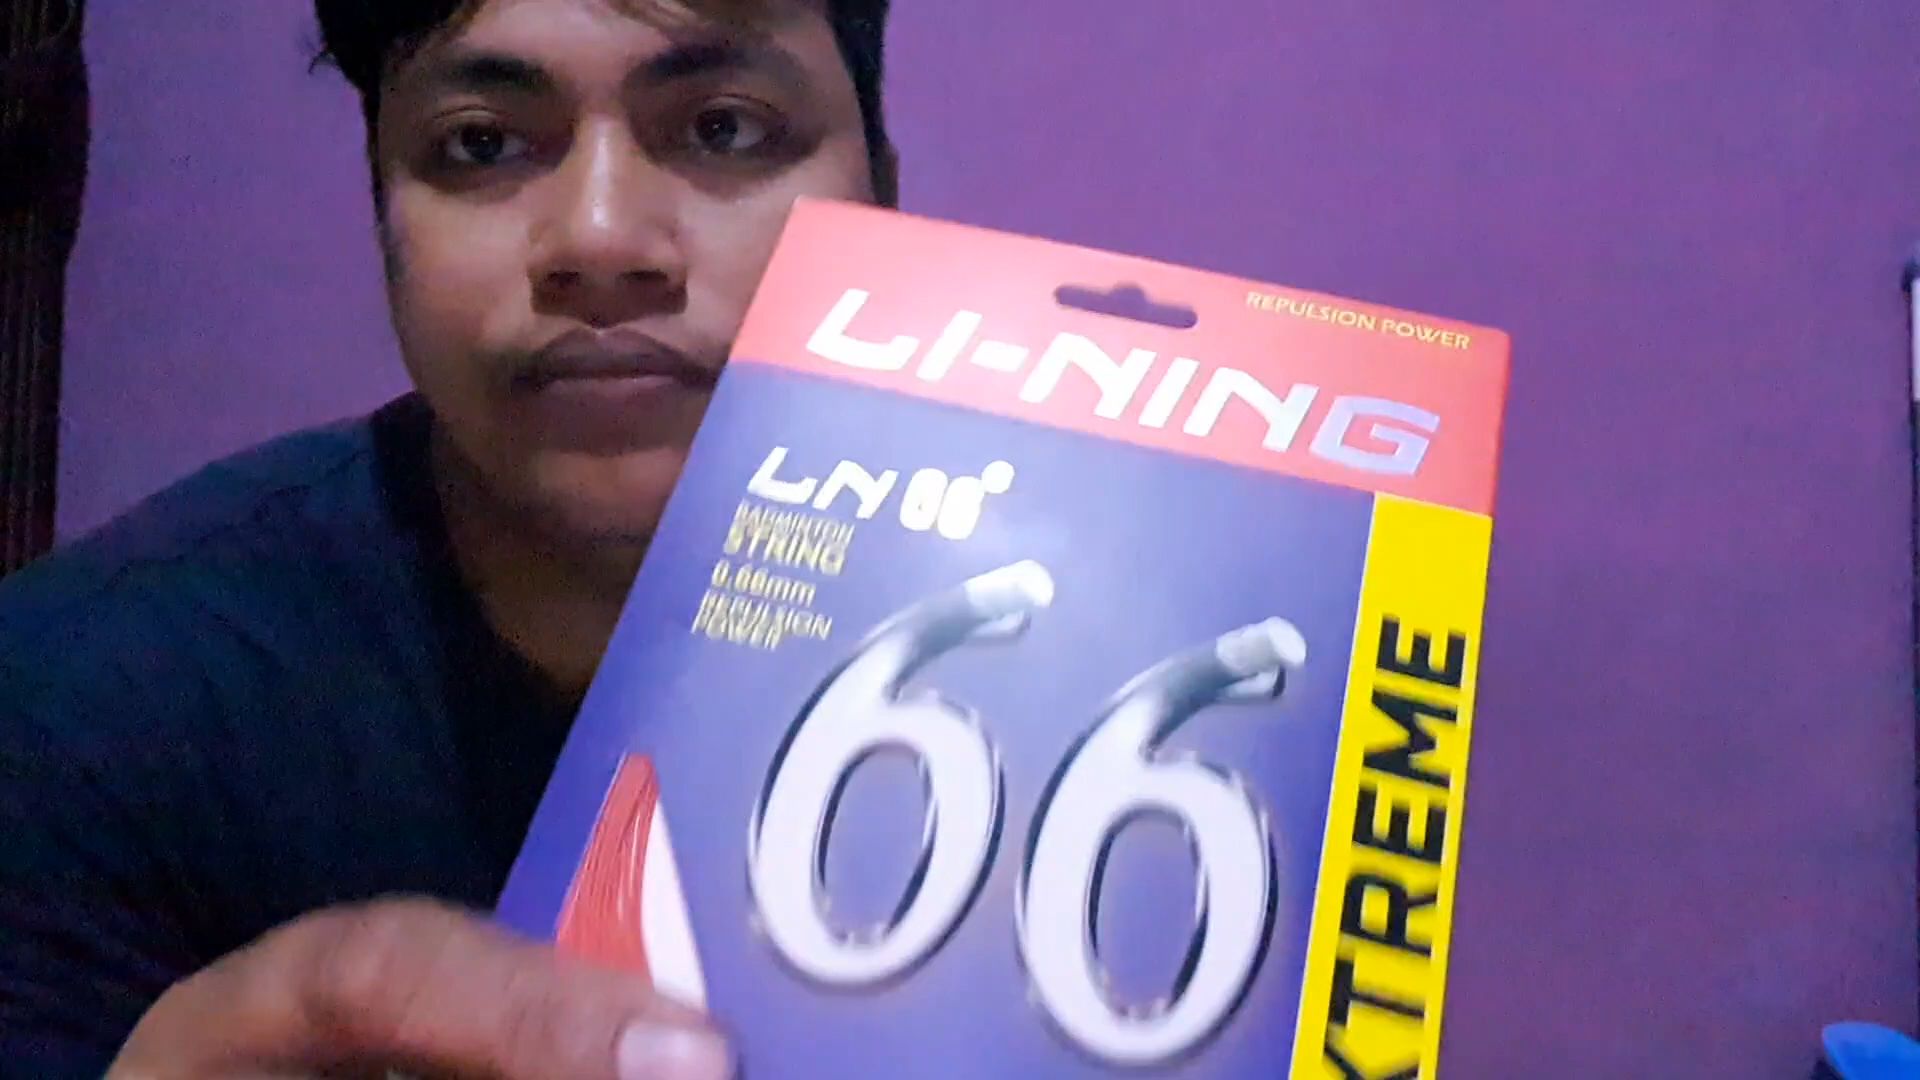 REPULSION POWER
LI-NING
LN
BADMINTON
STRING
0.66mm
REPULSION
POWER
66
XTREME